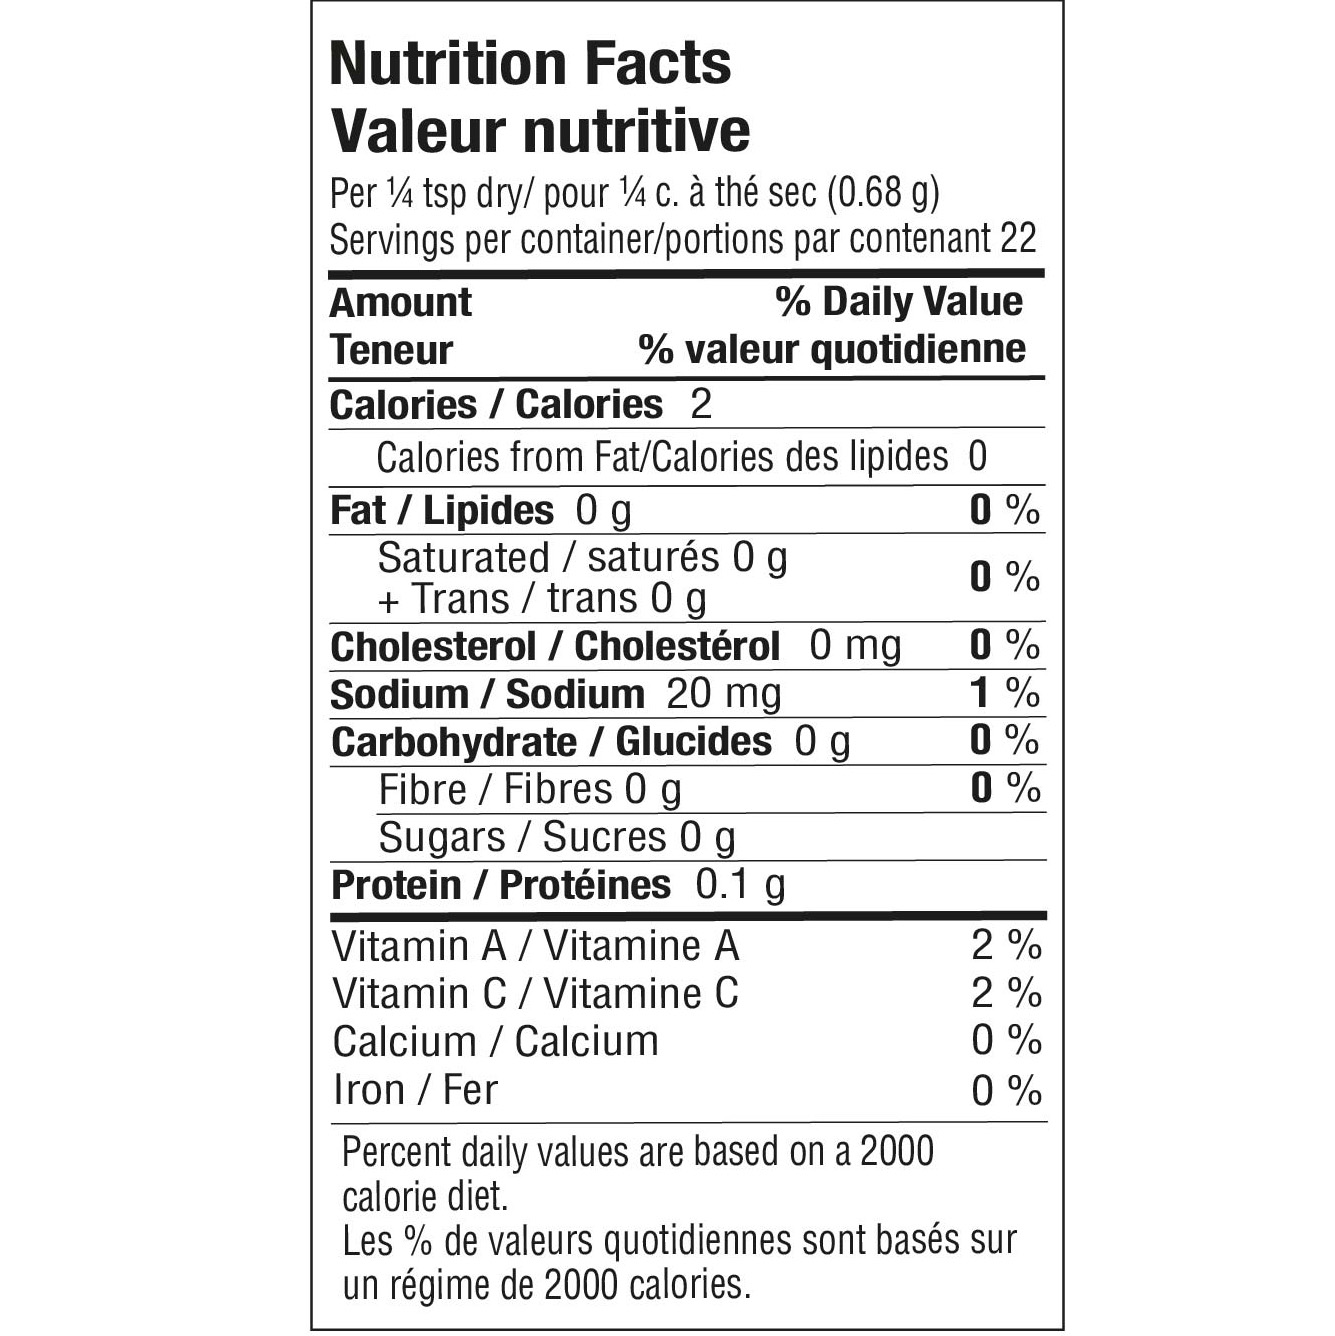 Nutrition Facts
Valeur nutritive
Per ¼ tsp dry/ pour ¼ c. à thé sec (0.68 g)
Servings per container/portions par contenant 22
Amount % Daily Value
Teneur % valeur quotidienne
Calories / Calories 2
Calories from Fat/Calories des lipides 0
Fat / Lipides 0 g 0 %
Saturated / saturés 0 g
+ Trans / trans 0 g 0 %
Cholesterol / Cholestérol 0 mg 0 %
Sodium / Sodium 20 mg 1 %
Carbohydrate / Glucides 0 g 0 %
Fibre / Fibres 0 g 0 %
Sugars / Sucres 0 g
Protein / Protéines 0.1 g
Vitamin A / Vitamine A 2 %
Vitamin C / Vitamine C 2 %
Calcium / Calcium 0 %
Iron / Fer 0 %
Percent daily values are based on a 2000
calorie diet.
Les % de valeurs quotidiennes sont basés sur
un régime de 2000 calories.